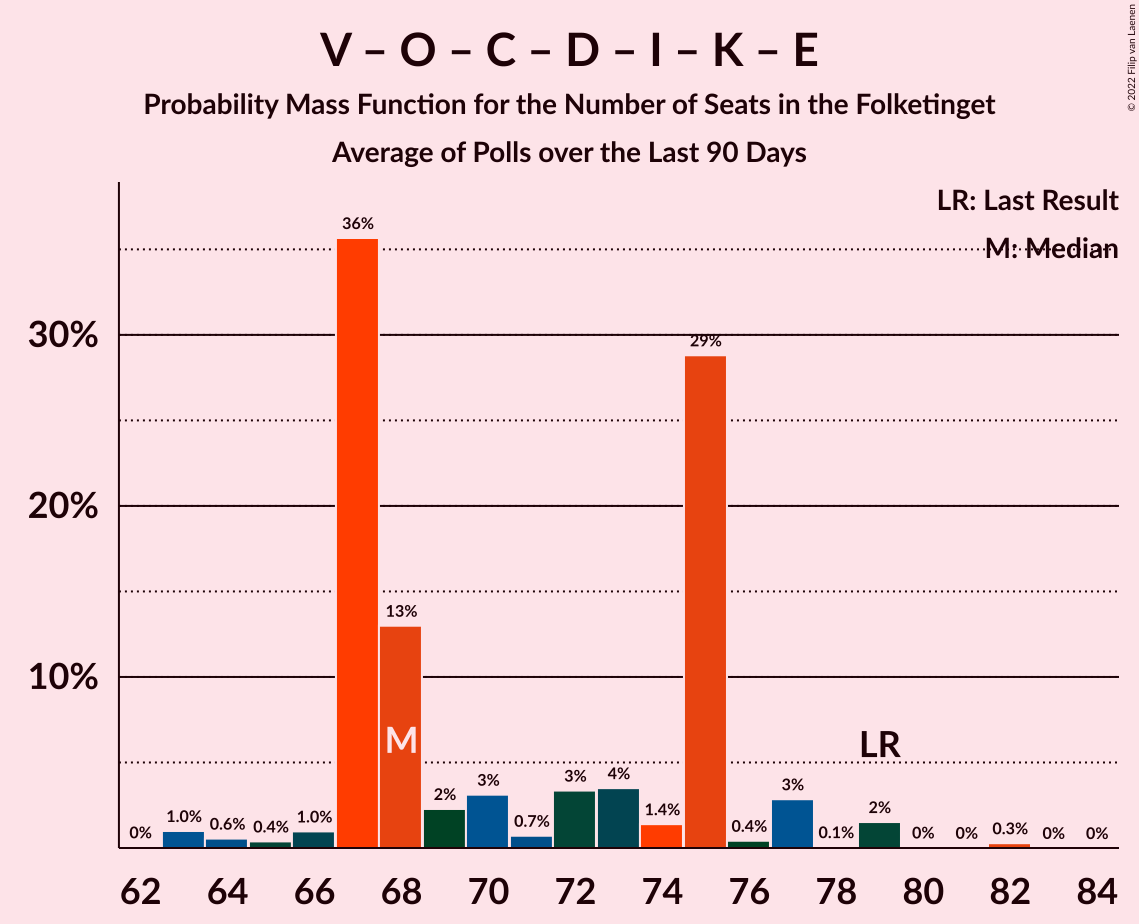 V – O – C – D – I – K – E
Probability Mass Function for the Number of Seats in the Folketinget
Average of Polls over the Last 90 Days
© 2022 Filip van Laenen
LR: Last Result
M: Median
30%
20%
10%
0%
1.0%
0.6%
0.4%
1.0%
36%
13%
2%
3%
0.7%
3%
4%
1.4%
29%
0.4%
3%
0.1%
2%
0%
0%
0.3%
0%
0%
M
LR
62 64 66 68 70 72 74 76 78 80 82 84